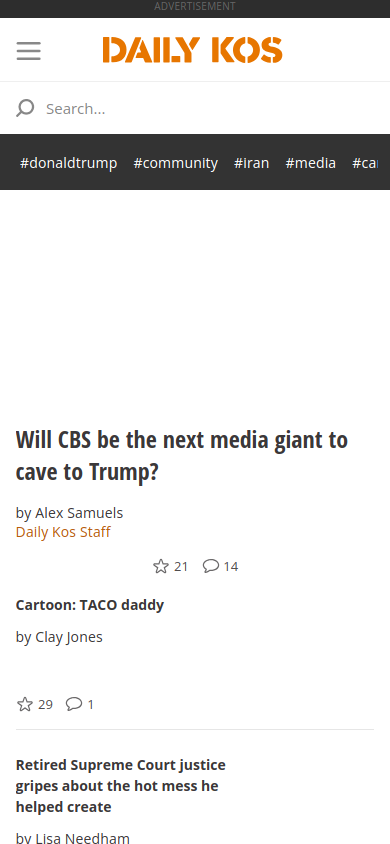 ADVERTISEMENT
DAILY KOS
Search...
#donaldtrump #community #iran #media #ca
Will CBS be the next media giant to
cave to Trump?
by Alex Samuels
Daily Kos Staff
21 14
Cartoon: TACO daddy
by Clay Jones
29 1
Retired Supreme Court justice
gripes about the hot mess he
helped create
by Lisa Needham